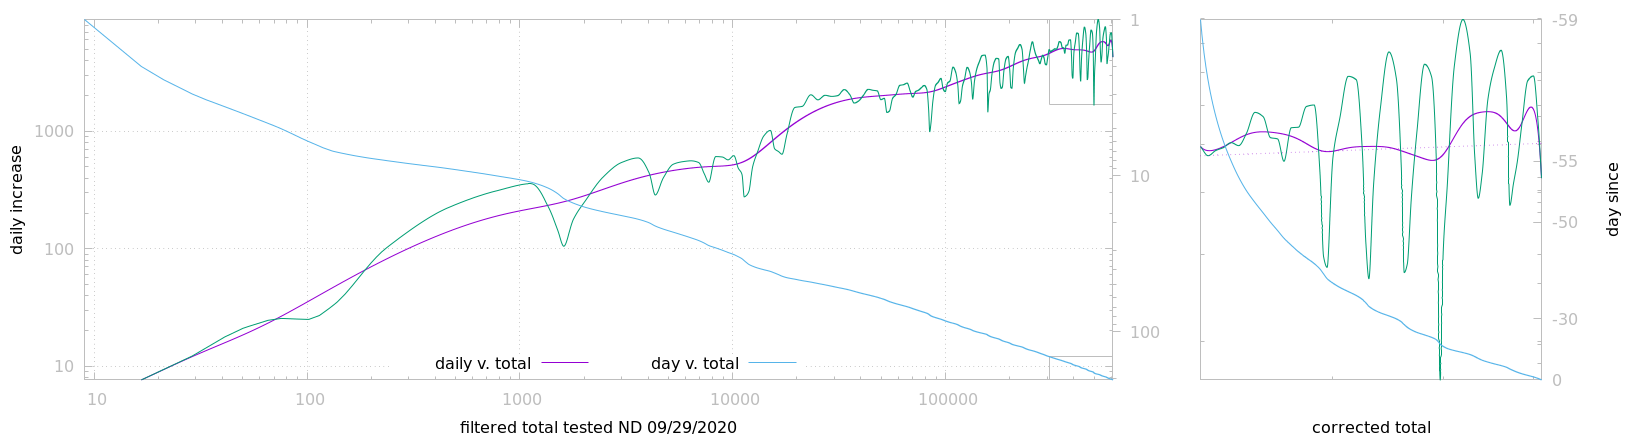 1000
100
10
daily increase
10
100
1000
10000
100000
filtered total tested ND 09/29/2020
daily v. total
day v. total
1
10
100
-59
-55
-50
-30
0
day since
corrected total